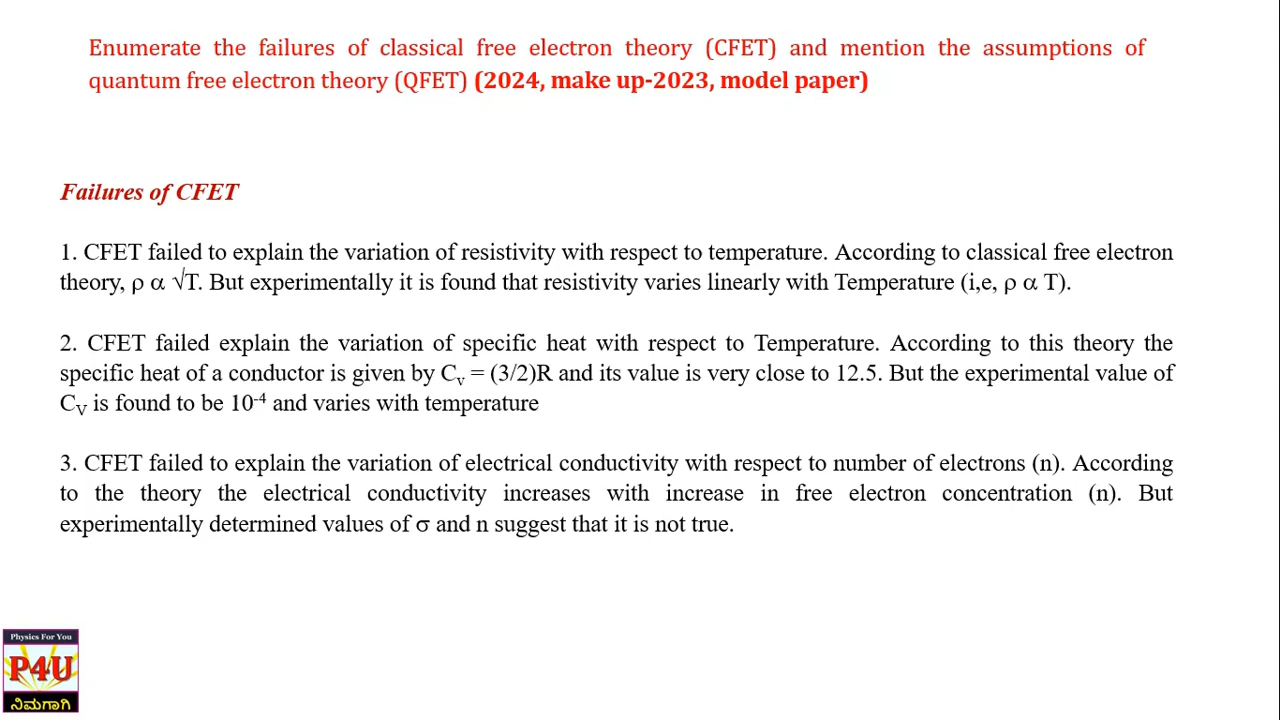 Enumerate the failures of classical free electron theory (CFET) and mention the assumptions of
quantum free electron theory (QFET) (2024, make up-2023, model paper)
Failures of CFET
1. CFET failed to explain the variation of resistivity with respect to temperature. According to classical free electron
theory, ρ α √T. But experimentally it is found that resistivity varies linearly with Temperature (i,e, ρ α T).
2. CFET failed explain the variation of specific heat with respect to Temperature. According to this theory the
specific heat of a conductor is given by Cᵥ = (3/2)R and its value is very close to 12.5. But the experimental value of
C_V is found to be 10⁻⁴ and varies with temperature
3. CFET failed to explain the variation of electrical conductivity with respect to number of electrons (n). According
to the theory the electrical conductivity increases with increase in free electron concentration (n). But
experimentally determined values of σ and n suggest that it is not true.
Physics For You
P4U
ನಿಮಗಾಗಿ